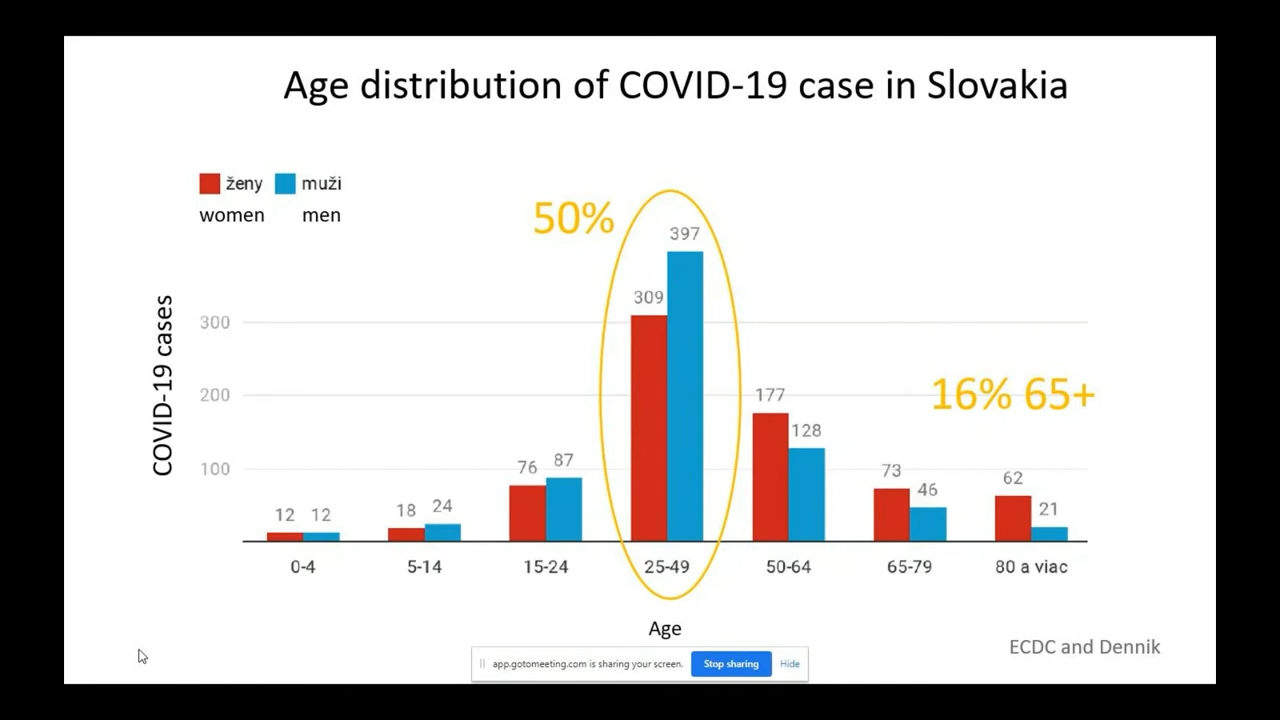 Age distribution of COVID-19 case in Slovakia
ženy muži
women men
50%
397
309
300
16% 65+
200
177
128
100
76 87
73
46
62
21
12 12
18 24
COVID-19 cases
0-4 5-14 15-24 25-49 50-64 65-79 80 a viac
Age
ECDC and Dennik
app.gotomeeting.com is sharing your screen. Stop sharing Hide